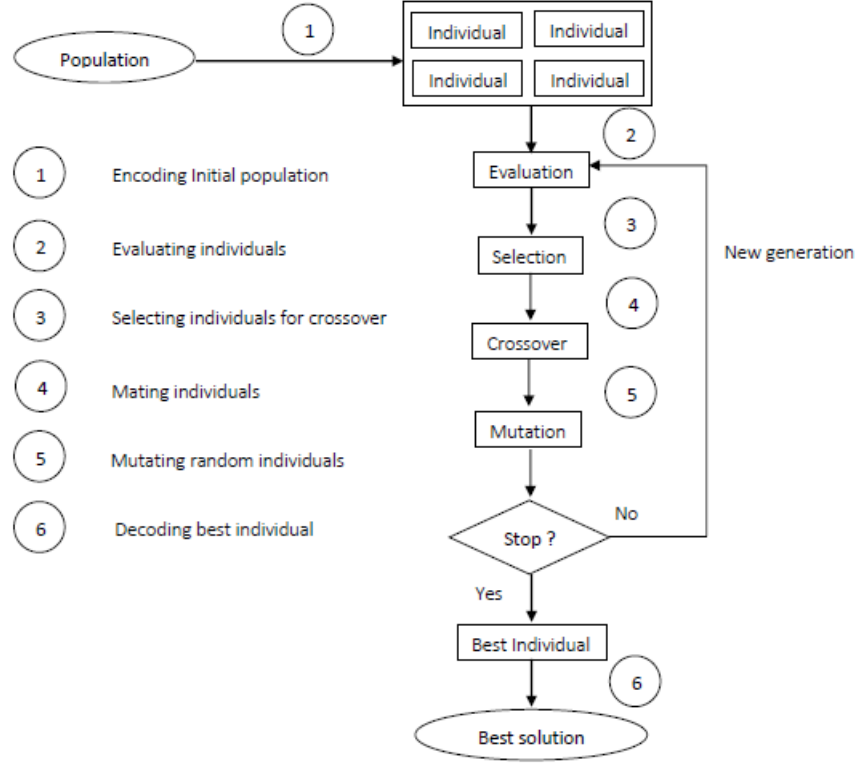 1
Population
Individual
Individual
Individual
Individual
2
Evaluation
1
Encoding Initial population
3
2
Evaluating individuals
Selection
New generation
4
3
Selecting individuals for crossover
Crossover
4
Mating individuals
5
Mutation
5
Mutating random individuals
6
Decoding best individual
Stop ?
No
Yes
Best Individual
6
Best solution